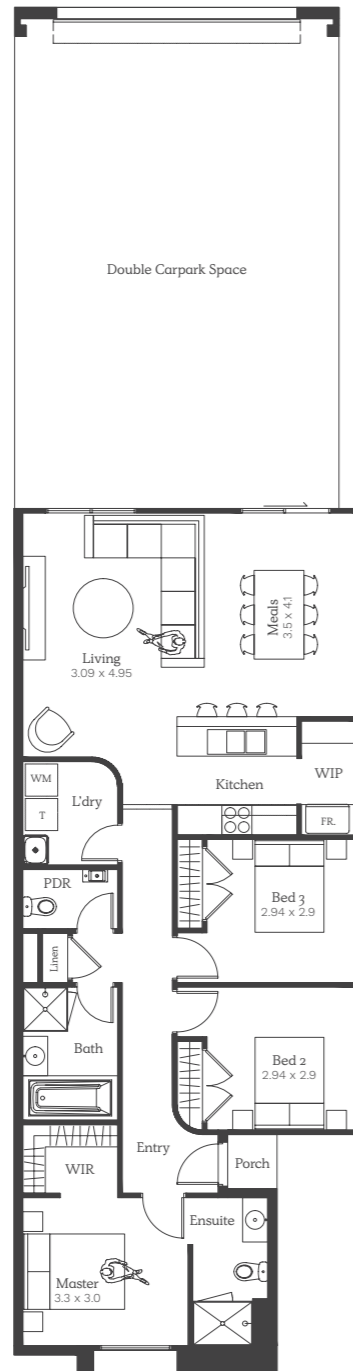 Double Carpark Space
Living
3.09 x 4.95
Meals
3.5 x 4.1
Kitchen
WIP
FR.
WM
T
L'dry
PDR
Linen
Bath
Bed 3
2.94 x 2.9
Bed 2
2.94 x 2.9
Entry
Porch
WIR
Ensuite
Master
3.3 x 3.0